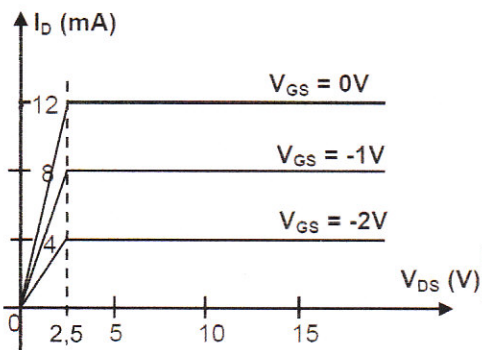 I_D (mA)
V_GS = 0V
12
V_GS = -1V
8
V_GS = -2V
4
V_DS (V)
0
2,5 5 10 15